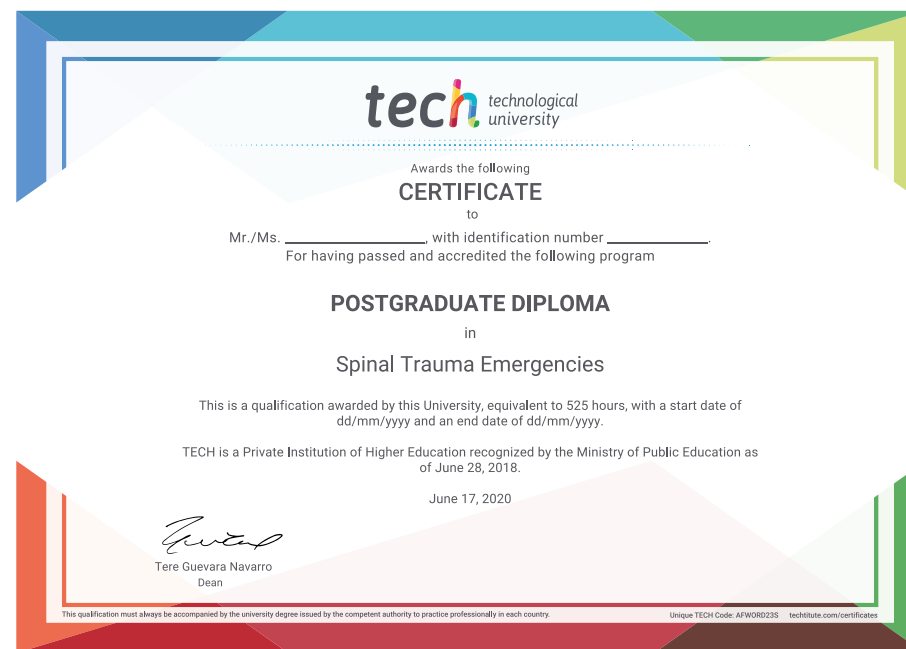 tech technological
university
Awards the following
CERTIFICATE
to
Mr./Ms. ____________________, with identification number ______________.
For having passed and accredited the following program
POSTGRADUATE DIPLOMA
in
Spinal Trauma Emergencies
This is a qualification awarded by this University, equivalent to 525 hours, with a start date of
dd/mm/yyyy and an end date of dd/mm/yyyy.
TECH is a Private Institution of Higher Education recognized by the Ministry of Public Education as
of June 28, 2018.
June 17, 2020
Tere Guevara Navarro
Dean
This qualification must always be accompanied by the university degree issued by the competent authority to practice professionally in each country. Unique TECH Code: AFWORD23S techtitute.com/certificates